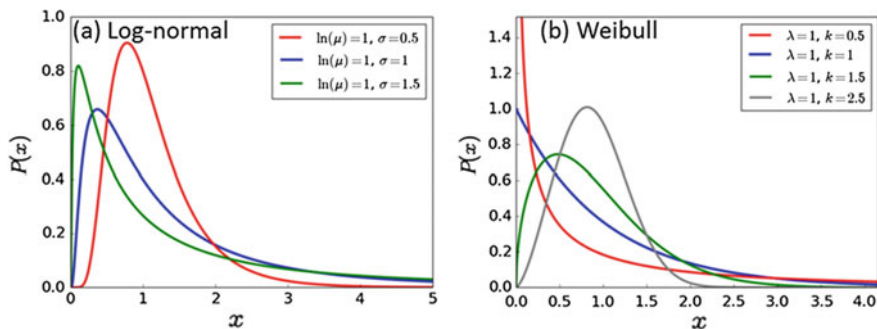 (a) Log-normal
ln(μ)=1, σ=0.5
ln(μ)=1, σ=1
ln(μ)=1, σ=1.5
1.0
0.8
0.6
0.4
0.2
0.0
P(x)
0 1 2 3 4 5
x
(b) Weibull
λ=1, k=0.5
λ=1, k=1
λ=1, k=1.5
λ=1, k=2.5
1.4
1.2
1.0
0.8
0.6
0.4
0.2
0.0
P(x)
0.0 0.5 1.0 1.5 2.0 2.5 3.0 3.5 4.0
x